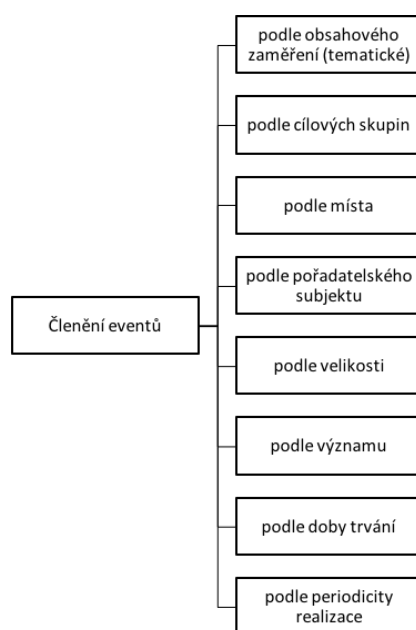 podle obsahového
zaměření (tematické)
podle cílových skupin
podle místa
podle pořadatelského
subjektu
Členění eventů
podle velikosti
podle významu
podle doby trvání
podle periodicity
realizace